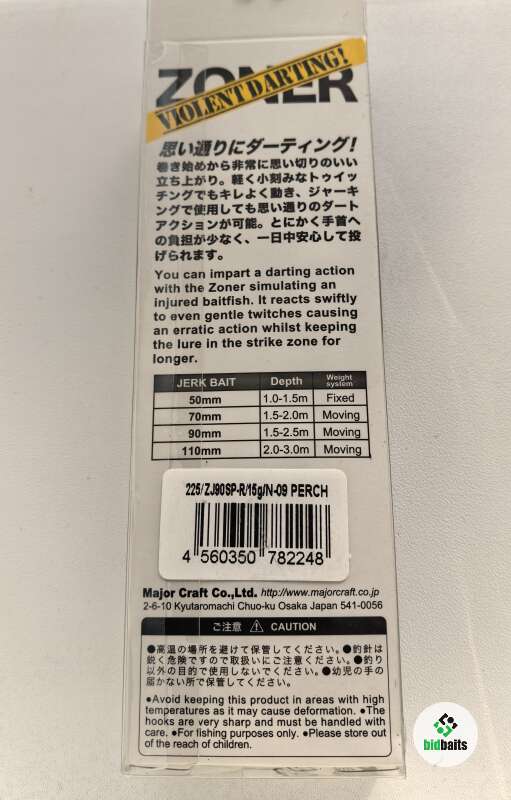 ZONER
VIOLENT DARTING!
思い通りにダーティング!
巻き始めから非常に思い切りのいい
立ち上がり。軽く小刻みなトゥイッ
チングでもキレよく動き、ジャーキ
ングで使用しても思い通りのダート
アクションが可能。とにかく手首へ
の負担が少なく、一日中安心して投
げられます。
You can impart a darting action
with the Zoner simulating an
injured baitfish. It reacts swiftly
to even gentle twitches causing
an erratic action whilst keeping
the lure in the strike zone for
longer.
JERK BAIT Depth Weight system
50mm 1.0-1.5m Fixed
70mm 1.5-2.0m Moving
90mm 1.5-2.5m Moving
110mm 2.0-3.0m Moving
225/ZJ90SP-R/15g/N-09 PERCH
4 560350 782248
Major Craft Co.,Ltd. http://www.majorcraft.co.jp
2-6-10 Kyutaromachi Chuo-ku Osaka Japan 541-0056
ご注意 ⚠ CAUTION
●高温の場所を避けて保管してください。●釣針は
鋭く危険ですので取扱いにご注意ください。●釣り
以外の目的で使用しないでください。●幼児の手の
届かない所で保管してください。
●Avoid keeping this product in areas with high
temperatures as it may cause deformation. ●The
hooks are very sharp and must be handled with
care. ●For fishing purposes only. ●Please store out
of the reach of children.
bidbaits